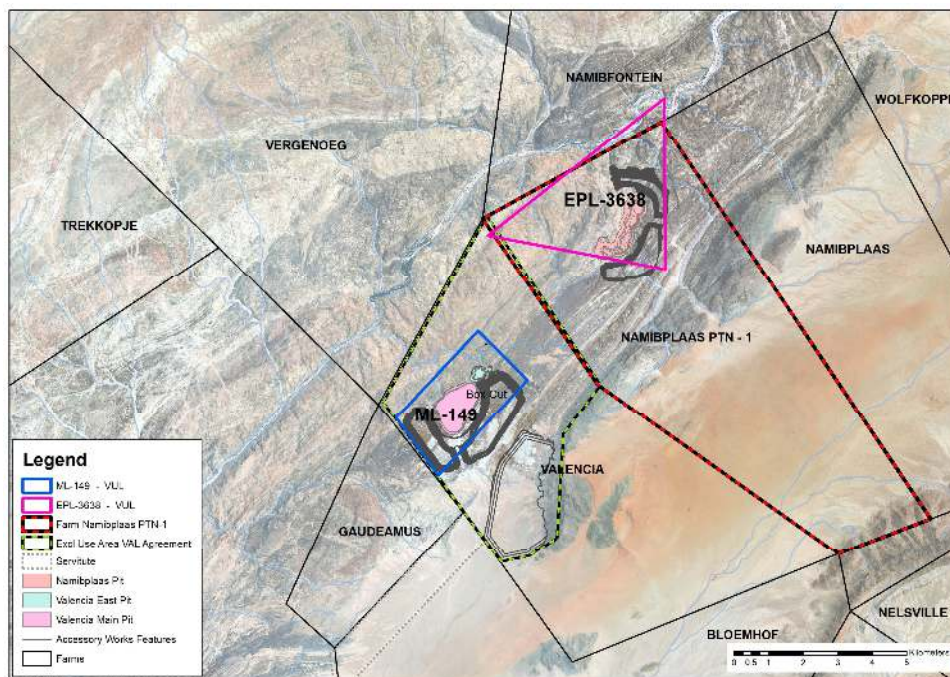 NAMIBFONTEIN
WOLFKOPPE
VERGENOEG
EPL-3638
TREKKOPJE
NAMIBPLAAS
NAMIBPLAAS PTN - 1
Box Cut
ML-149
VALENCIA
GAUDEAMUS
NELSVILLE
BLOEMHOF
Legend
ML-149 - VUL
EPL-3638 - VUL
Farm Namibplaas PTN-1
Excl Use Area VAL Agreement
Servitute
Namibplaas Pit
Valencia East Pit
Valencia Main Pit
Accessory Works Features
Farms
Kilometers
0 0.5 1 2 3 4 5